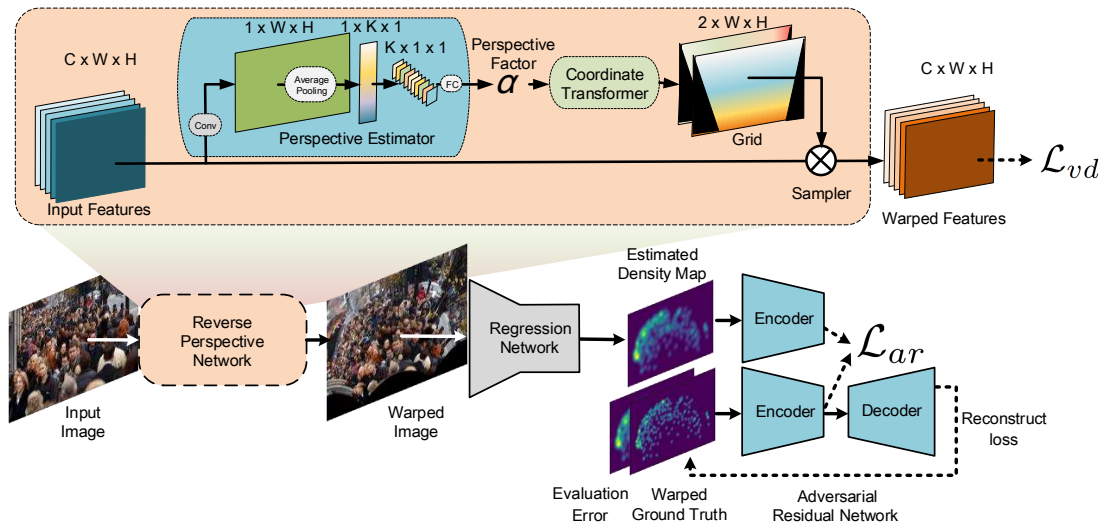 C x W x H
Input Features
Conv
1 x W x H
Average
Pooling
1 x K x 1
K x 1 x 1
FC
Perspective Estimator
Perspective
Factor
α
Coordinate
Transformer
2 x W x H
Grid
Sampler
C x W x H
Warped Features
ℒvd
Input
Image
Reverse
Perspective
Network
Warped
Image
Regression
Network
Estimated
Density Map
Encoder
ℒar
Encoder
Decoder
Reconstruct
loss
Evaluation
Error
Warped
Ground Truth
Adversarial
Residual Network